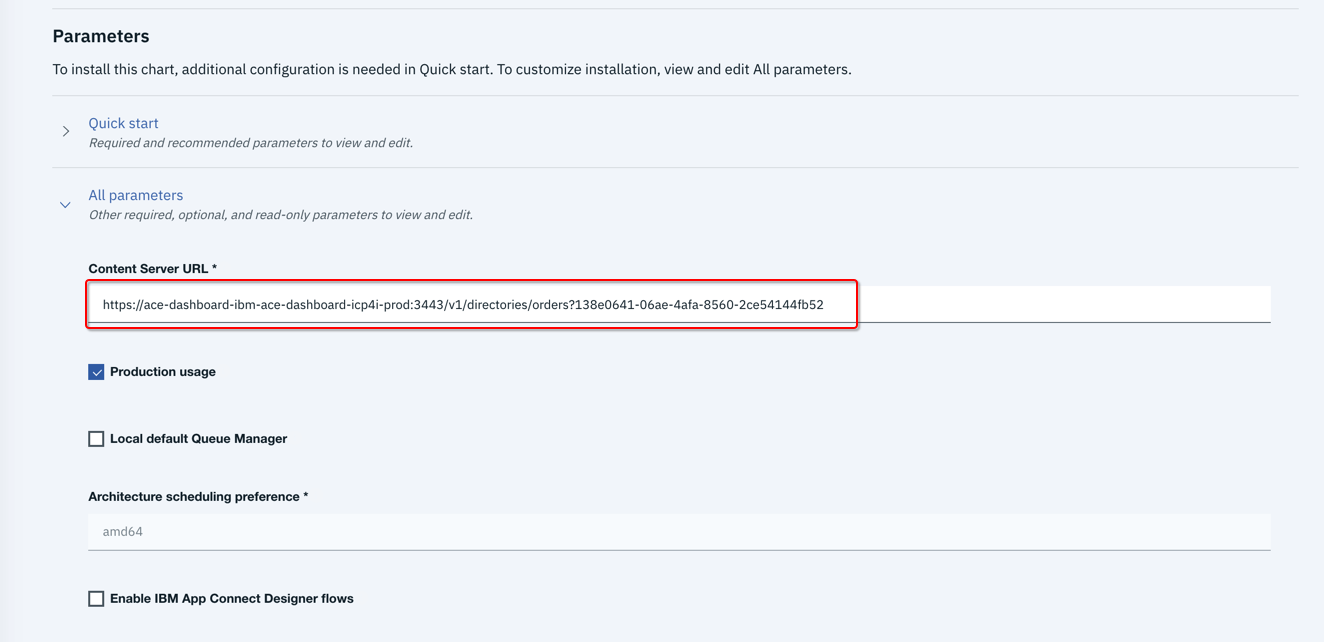 Parameters
To install this chart, additional configuration is needed in Quick start. To customize installation, view and edit All parameters.
Quick start
Required and recommended parameters to view and edit.
All parameters
Other required, optional, and read-only parameters to view and edit.
Content Server URL *
https://ace-dashboard-ibm-ace-dashboard-icp4i-prod:3443/v1/directories/orders?138e0641-06ae-4afa-8560-2ce54144fb52
Production usage
Local default Queue Manager
Architecture scheduling preference *
amd64
Enable IBM App Connect Designer flows